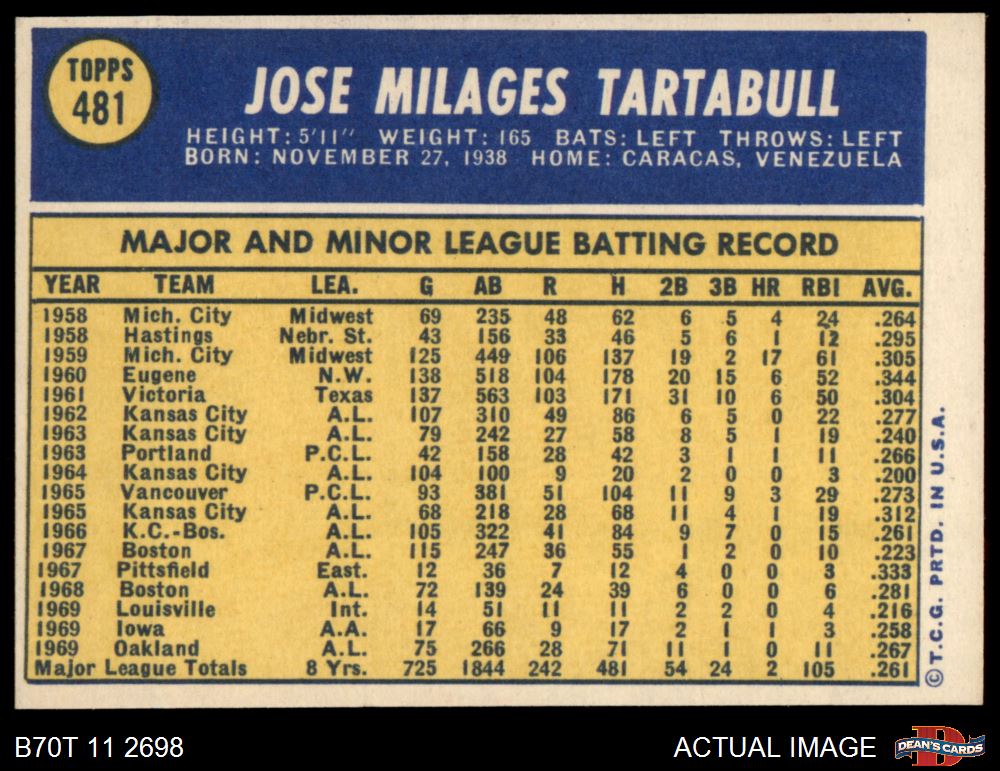 TOPPS
481
JOSE MILAGES TARTABULL
HEIGHT: 5'11" WEIGHT: 165 BATS: LEFT THROWS: LEFT
BORN: NOVEMBER 27, 1938 HOME: CARACAS, VENEZUELA
MAJOR AND MINOR LEAGUE BATTING RECORD
YEAR TEAM LEA. G AB R H 2B 3B HR RBI AVG.
1958 Mich. City Midwest 69 235 48 62 6 5 4 24 .264
1958 Hastings Nebr. St. 43 156 33 46 5 6 1 12 .295
1959 Mich. City Midwest 125 449 106 137 19 2 17 61 .305
1960 Eugene N.W. 138 518 104 178 20 15 6 52 .344
1961 Victoria Texas 137 563 103 171 31 10 6 50 .304
1962 Kansas City A.L. 107 310 49 86 6 5 0 22 .277
1963 Kansas City A.L. 79 242 27 58 8 5 1 19 .240
1963 Portland P.C.L. 42 158 28 42 3 1 1 11 .266
1964 Kansas City A.L. 104 100 9 20 2 0 0 3 .200
1965 Vancouver P.C.L. 93 381 51 104 11 9 3 29 .273
1965 Kansas City A.L. 68 218 28 68 11 4 1 19 .312
1966 K.C.-Bos. A.L. 105 322 41 84 9 7 0 15 .261
1967 Boston A.L. 115 247 36 55 1 2 0 10 .223
1967 Pittsfield East. 12 36 7 12 4 0 0 3 .333
1968 Boston A.L. 72 139 24 39 6 0 0 6 .281
1969 Louisville Int. 14 51 11 11 2 2 0 4 .216
1969 Iowa A.A. 17 66 9 17 2 1 1 3 .258
1969 Oakland A.L. 75 266 28 71 11 1 0 11 .267
Major League Totals 8 Yrs. 725 1844 242 481 54 24 2 105 .261
©T.C.G. PRTD. IN U.S.A.
B70T 11 2698
ACTUAL IMAGE
D
DEAN'S CARDS